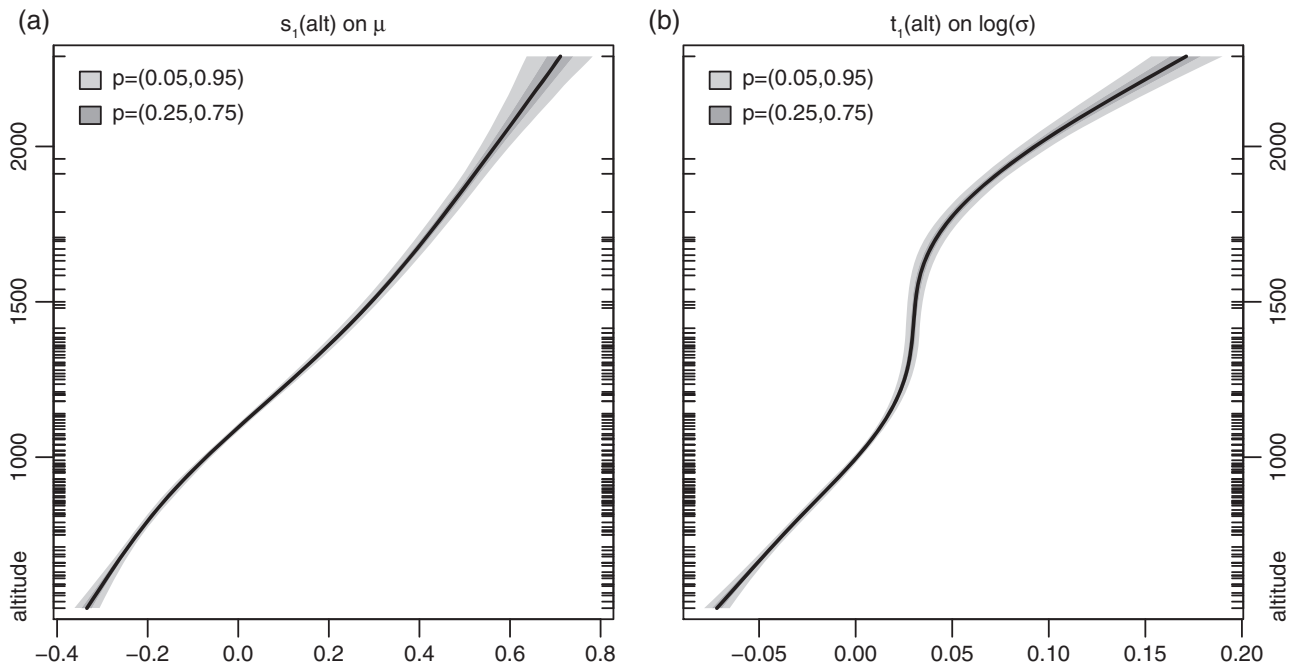 (a)
s₁(alt) on μ
p=(0.05,0.95)
p=(0.25,0.75)
2000
1500
1000
altitude
−0.4 −0.2 0.0 0.2 0.4 0.6 0.8
(b)
t₁(alt) on log(σ)
p=(0.05,0.95)
p=(0.25,0.75)
2000
1500
1000
altitude
−0.05 0.00 0.05 0.10 0.15 0.20